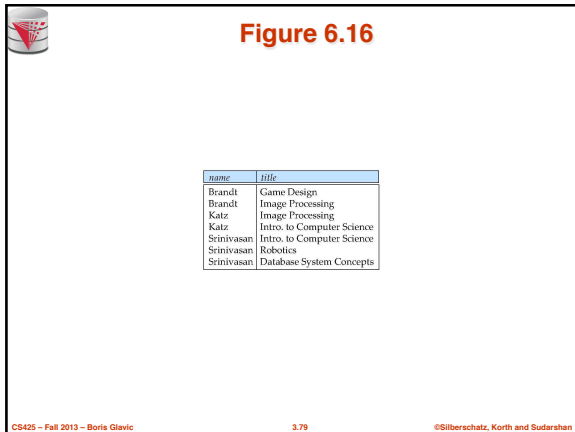 Figure 6.16
name title
Brandt Game Design
Brandt Image Processing
Katz Image Processing
Katz Intro. to Computer Science
Srinivasan Intro. to Computer Science
Srinivasan Robotics
Srinivasan Database System Concepts
CS425 – Fall 2013 – Boris Glavic 3.79 ©Silberschatz, Korth and Sudarshan